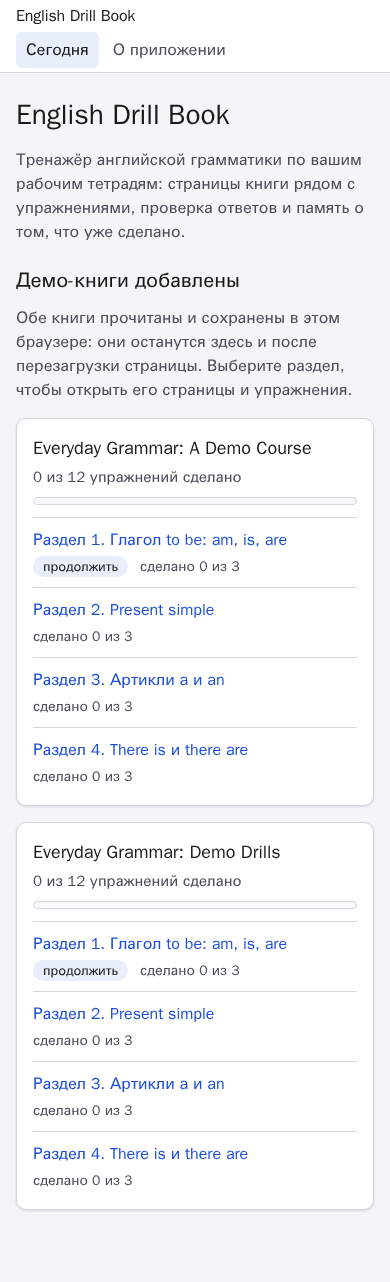 English Drill Book
Сегодня
О приложении
English Drill Book
Тренажёр английской грамматики по вашим
рабочим тетрадям: страницы книги рядом с
упражнениями, проверка ответов и память о
том, что уже сделано.
Демо-книги добавлены
Обе книги прочитаны и сохранены в этом
браузере: они останутся здесь и после
перезагрузки страницы. Выберите раздел,
чтобы открыть его страницы и упражнения.
Everyday Grammar: A Demo Course
0 из 12 упражнений сделано
Раздел 1. Глагол to be: am, is, are
продолжить сделано 0 из 3
Раздел 2. Present simple
сделано 0 из 3
Раздел 3. Артикли a и an
сделано 0 из 3
Раздел 4. There is и there are
сделано 0 из 3
Everyday Grammar: Demo Drills
0 из 12 упражнений сделано
Раздел 1. Глагол to be: am, is, are
продолжить сделано 0 из 3
Раздел 2. Present simple
сделано 0 из 3
Раздел 3. Артикли a и an
сделано 0 из 3
Раздел 4. There is и there are
сделано 0 из 3